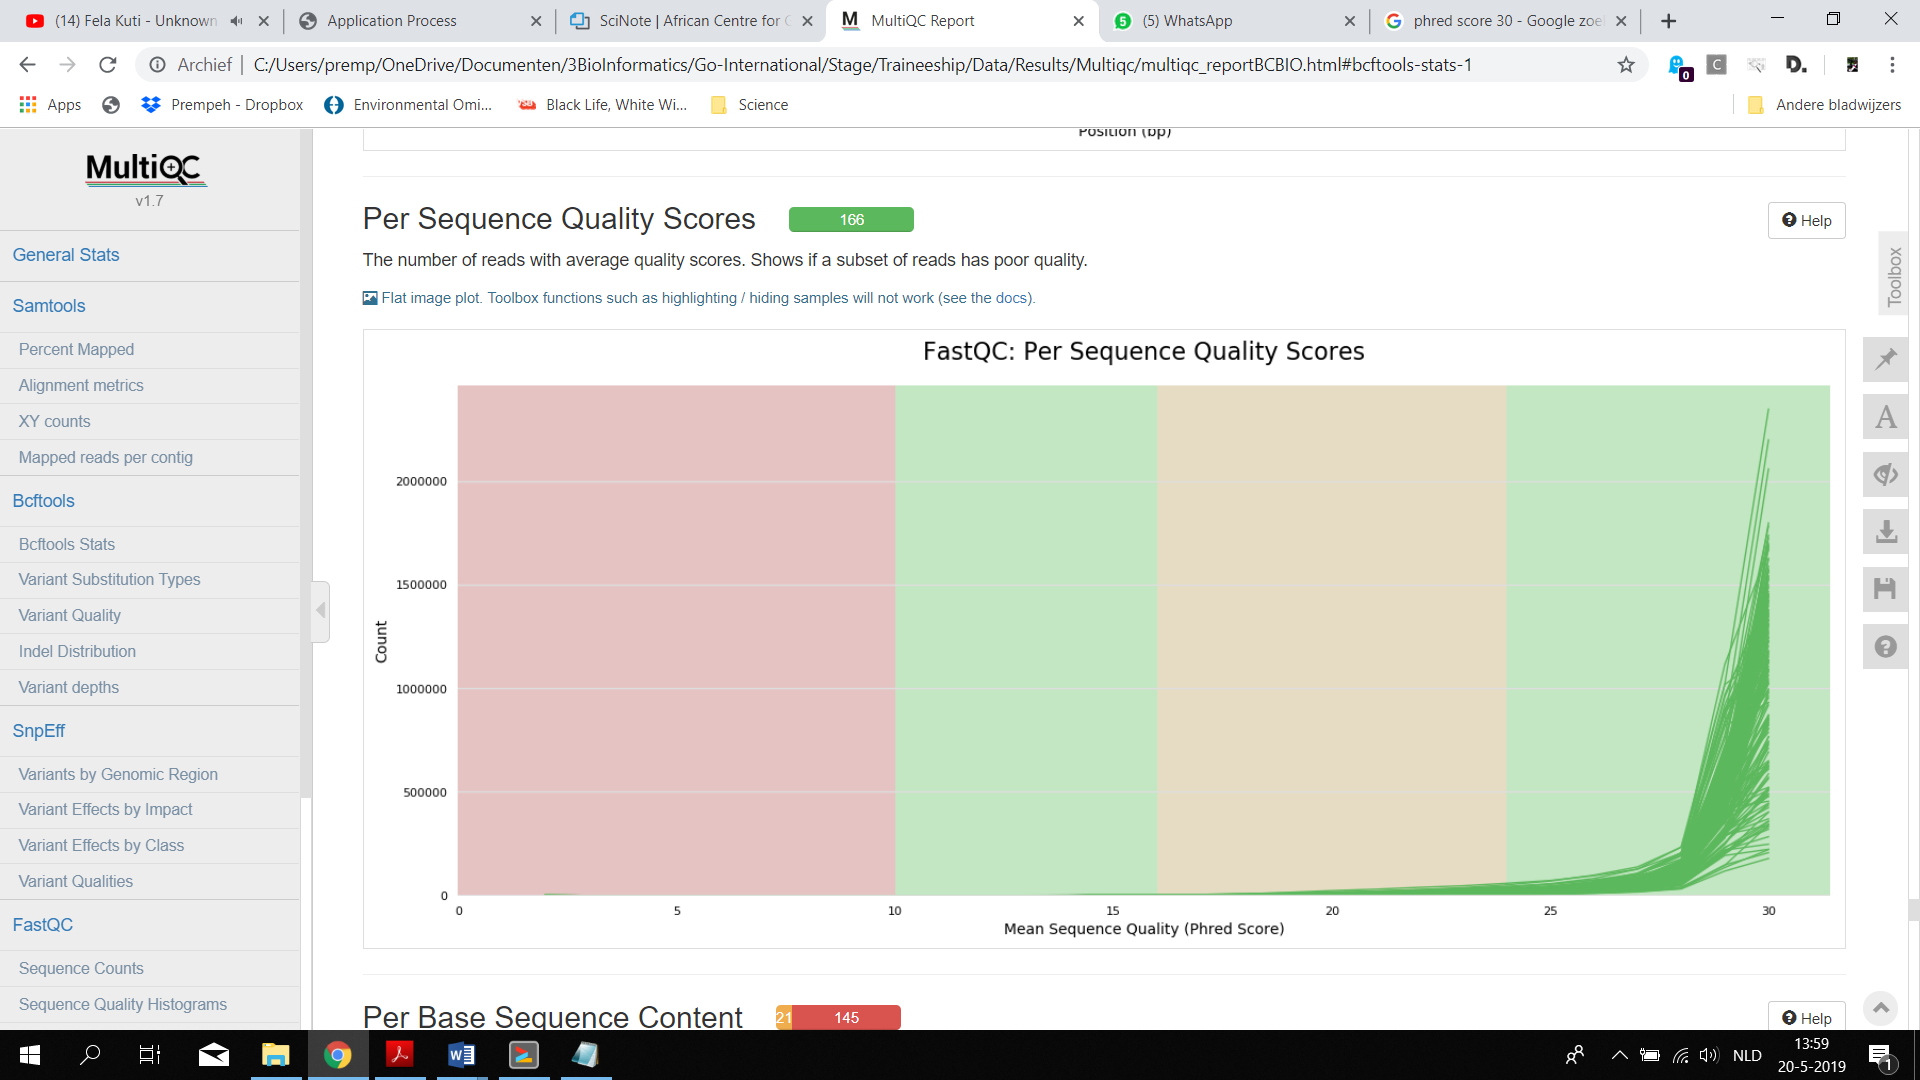 (14) Fela Kuti - Unknown
Application Process
SciNote | African Centre for
MultiQC Report
(5) WhatsApp
phred score 30 - Google zoe
Archief
C:/Users/premp/OneDrive/Documenten/3BioInformatics/Go-International/Stage/Traineeship/Data/Results/Multiqc/multiqc_reportBCBIO.html#bcftools-stats-1
0
C
D.
Apps
Prempeh - Dropbox
Environmental Omi...
Black Life, White Wi...
Science
Andere bladwijzers
MultiQC
v1.7
General Stats
Samtools
Percent Mapped
Alignment metrics
XY counts
Mapped reads per contig
Bcftools
Bcftools Stats
Variant Substitution Types
Variant Quality
Indel Distribution
Variant depths
SnpEff
Variants by Genomic Region
Variant Effects by Impact
Variant Effects by Class
Variant Qualities
FastQC
Sequence Counts
Sequence Quality Histograms
Position (bp)
Per Sequence Quality Scores
166
Help
The number of reads with average quality scores. Shows if a subset of reads has poor quality.
Flat image plot. Toolbox functions such as highlighting / hiding samples will not work (see the docs).
FastQC: Per Sequence Quality Scores
Count
2000000
1500000
1000000
500000
0
0 5 10 15 20 25 30
Mean Sequence Quality (Phred Score)
Per Base Sequence Content
21
145
Help
Toolbox
A
NLD
13:59
20-5-2019
1